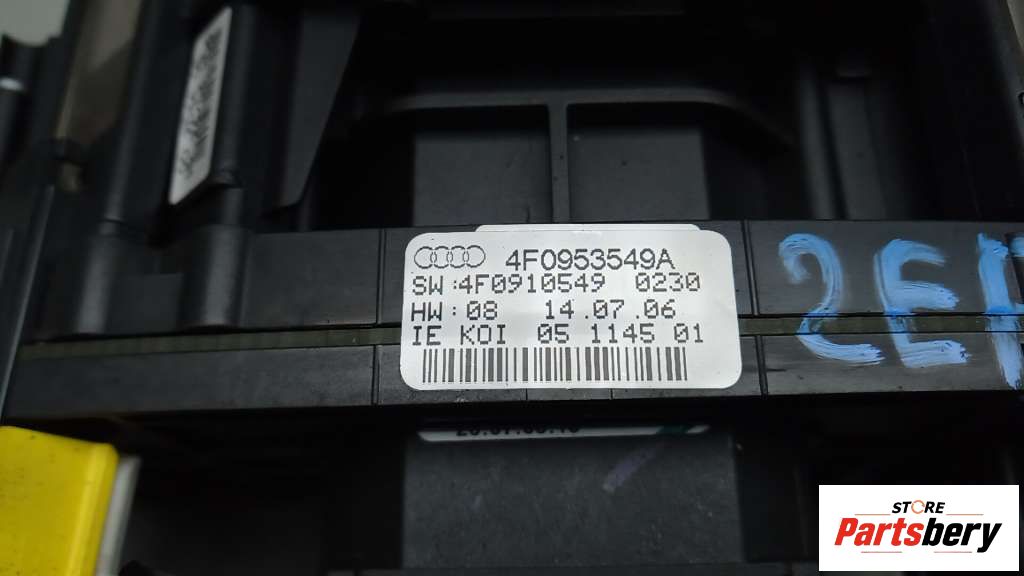 4F0953549A
SW:4F0910549 0230
HW:08 14.07.06
IE KOI 05 1145 01
STORE
Partsbery